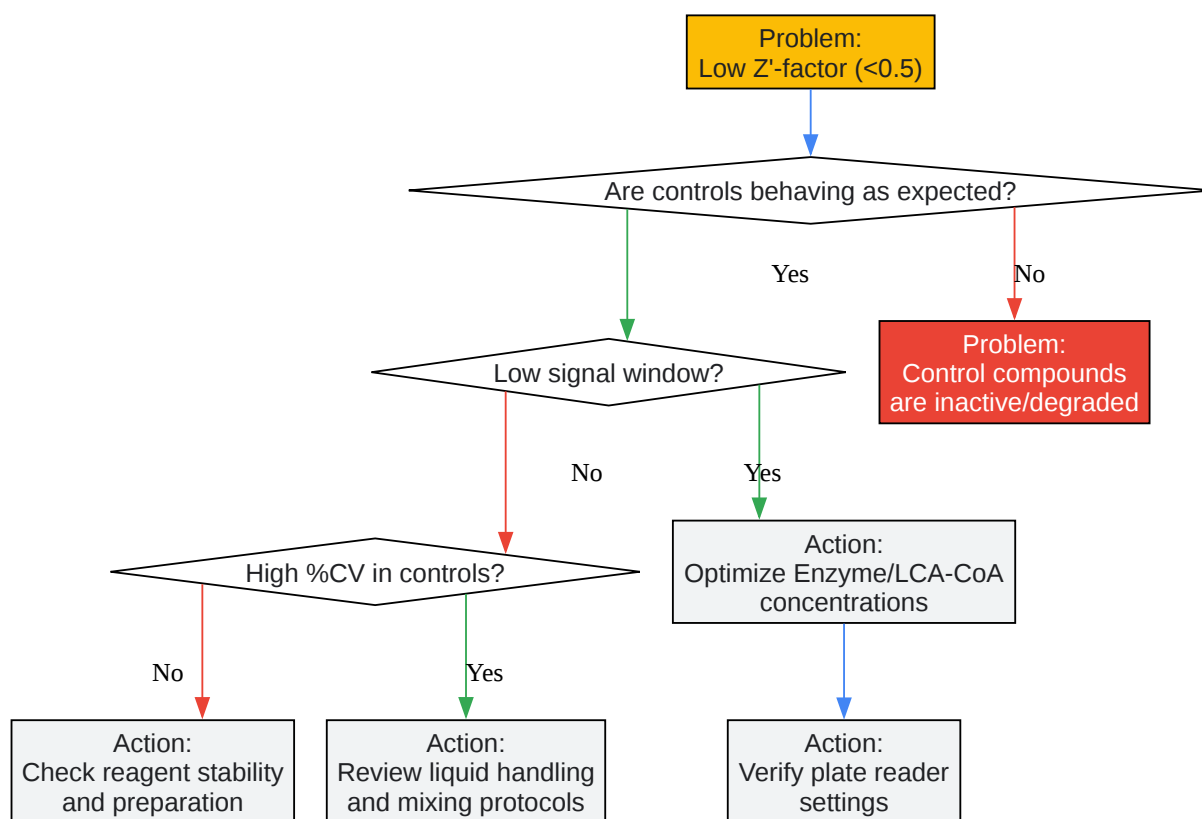 Problem:
Low Z'-factor (<0.5)
Are controls behaving as expected?
Yes
No
Problem:
Control compounds
are inactive/degraded
Low signal window?
No
Yes
Action:
Optimize Enzyme/LCA-CoA
concentrations
High %CV in controls?
No
Yes
Action:
Check reagent stability
and preparation
Action:
Review liquid handling
and mixing protocols
Action:
Verify plate reader
settings